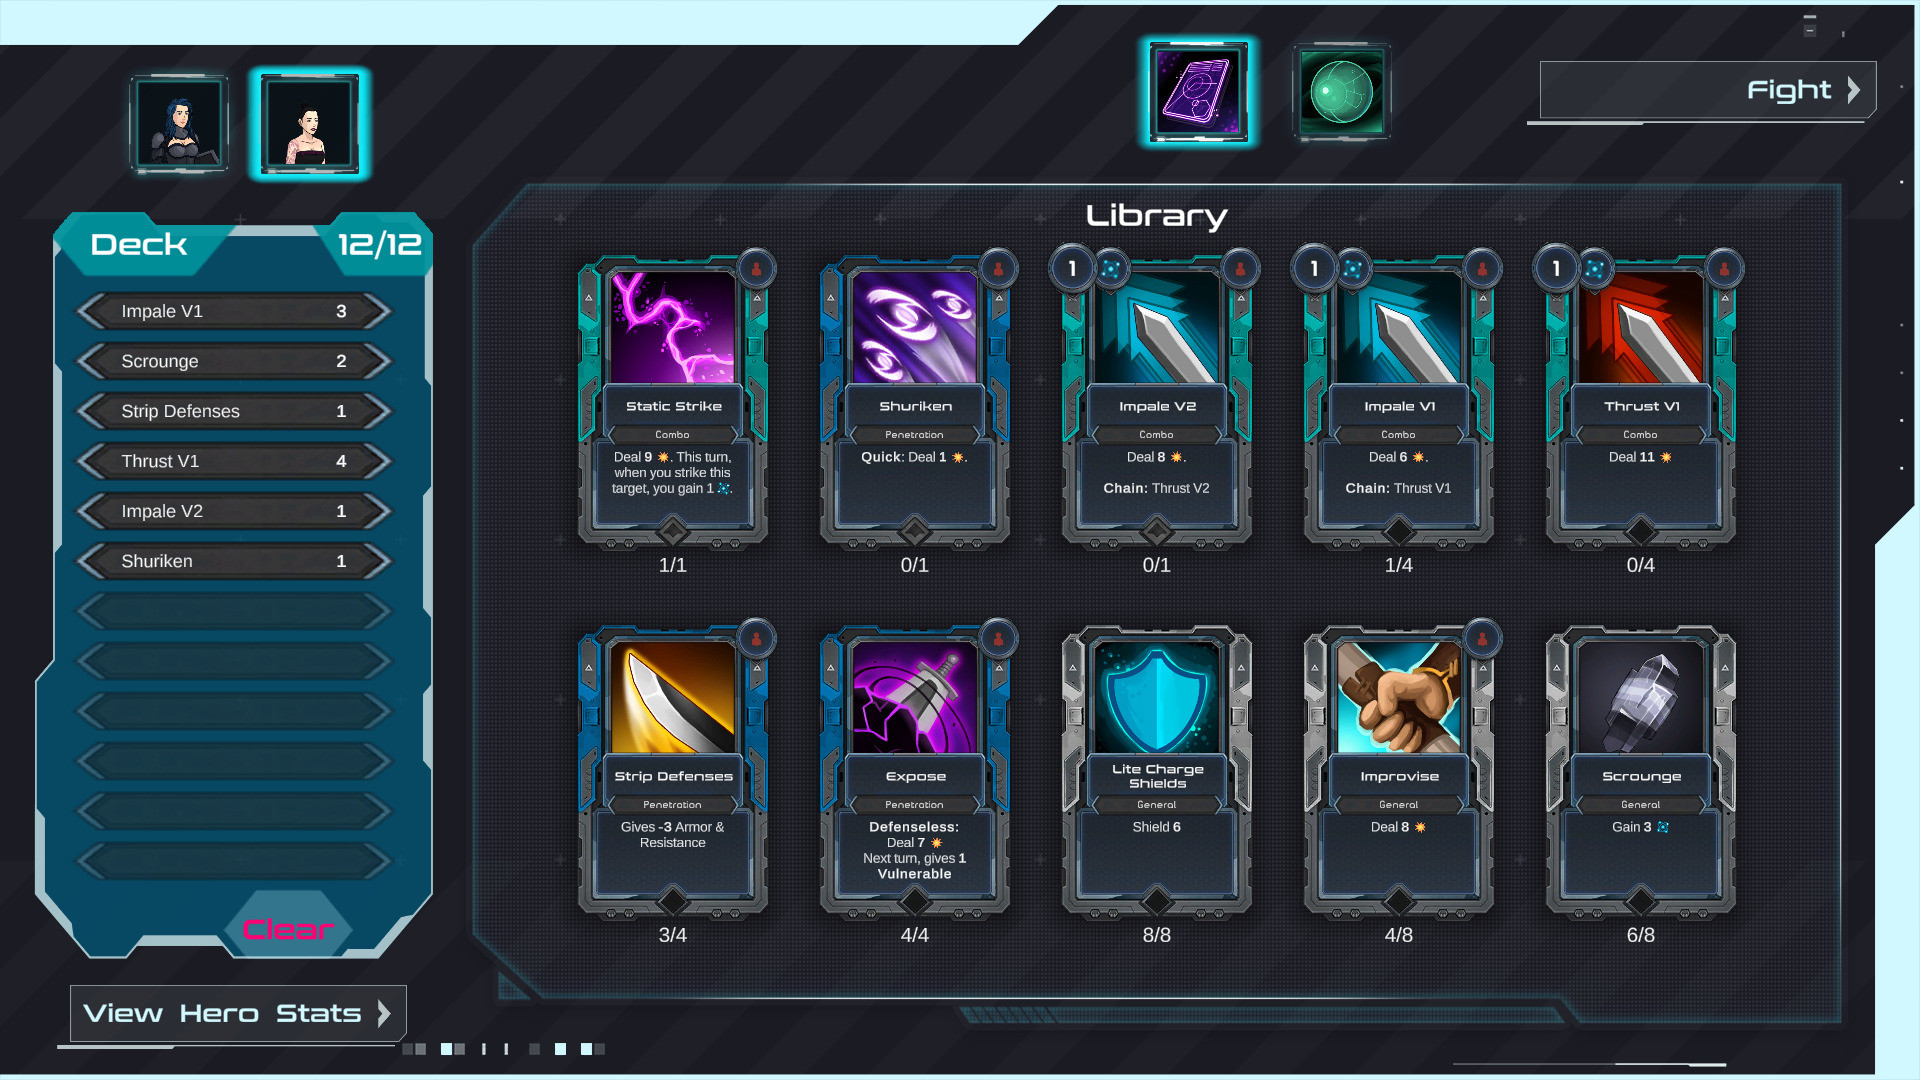 Fight
Deck 12/12
Impale V1 3
Scrounge 2
Strip Defenses 1
Thrust V1 4
Impale V2 1
Shuriken 1
Clear
View Hero Stats
Library
Static Strike
Combo
Deal 9. This turn,
when you strike this
target, you gain 1.
1/1
Shuriken
Penetration
Quick: Deal 1.
0/1
1
Impale V2
Combo
Deal 8.
Chain: Thrust V2
0/1
1
Impale V1
Combo
Deal 6.
Chain: Thrust V1
1/4
1
Thrust V1
Combo
Deal 11
0/4
Strip Defenses
Penetration
Gives -3 Armor &
Resistance
3/4
Expose
Penetration
Defenseless:
Deal 7
Next turn, gives 1
Vulnerable
4/4
Lite Charge
Shields
General
Shield 6
8/8
Improvise
General
Deal 8
4/8
Scrounge
General
Gain 3
6/8